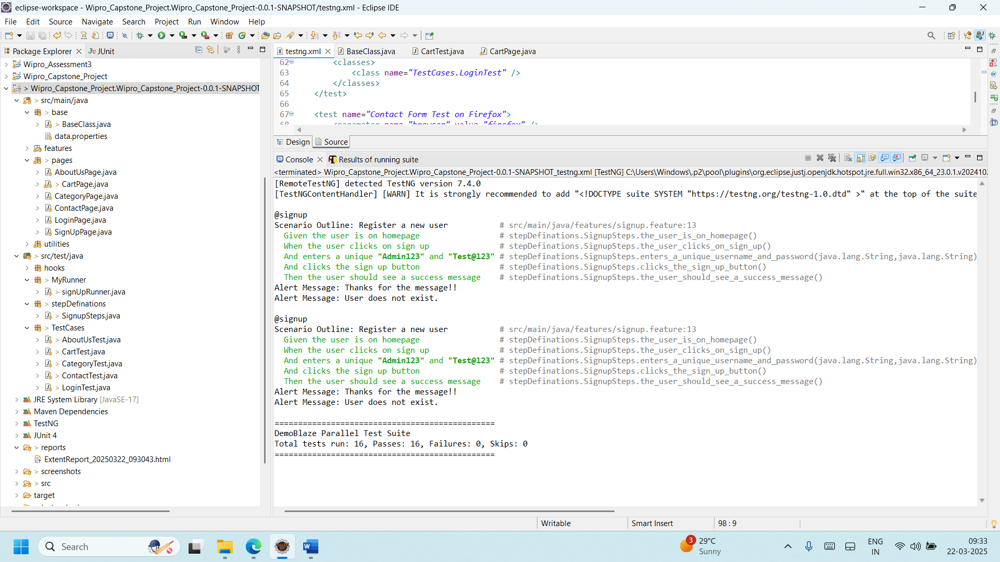 eclipse-workspace - Wipro_Capstone_Project.Wipro_Capstone_Project-0.0.1-SNAPSHOT/testng.xml - Eclipse IDE
File Edit Source Navigate Search Project Run Window Help
Package Explorer
JUnit
Wipro_Assessment3
Wipro_Capstone_Project
> Wipro_Capstone_Project.Wipro_Capstone_Project-0.0.1-SNAPSHOT
> src/main/java
> base
> BaseClass.java
data.properties
features
> pages
AboutUsPage.java
> CartPage.java
CategoryPage.java
ContactPage.java
LoginPage.java
SignUpPage.java
utilities
> src/test/java
hooks
> MyRunner
> signUpRunner.java
> stepDefinations
> SignupSteps.java
> TestCases
> AboutUsTest.java
> CartTest.java
> CategoryTest.java
> ContactTest.java
> LoginTest.java
JRE System Library [JavaSE-17]
Maven Dependencies
TestNG
JUnit 4
> reports
ExtentReport_20250322_093043.html
> screenshots
> src
target
testng.xml BaseClass.java CartTest.java CartPage.java
62 <classes>
63 <class name="TestCases.LoginTest" />
64 </classes>
65 </test>
66
67 <test name="Contact Form Test on Firefox">
68 <parameter name="browser" value="firefox" />
Design Source
Console Results of running suite
<terminated> Wipro_Capstone_Project.Wipro_Capstone_Project-0.0.1-SNAPSHOT_testng.xml [TestNG] C:\Users\Windows\.p2\pool\plugins\org.eclipse.justj.openjdk.hotspot.jre.full.win32.x86_64_23.0.1.v2024102
[RemoteTestNG] detected TestNG version 7.4.0
[TestNGContentHandler] [WARN] It is strongly recommended to add "<!DOCTYPE suite SYSTEM "https://testng.org/testng-1.0.dtd" >" at the top of the suite
@signup
Scenario Outline: Register a new user # src/main/java/features/signup.feature:13
Given the user is on homepage # stepDefinations.SignupSteps.the_user_is_on_homepage()
When the user clicks on sign up # stepDefinations.SignupSteps.the_user_clicks_on_sign_up()
And enters a unique "Admin123" and "Test@123" # stepDefinations.SignupSteps.enters_a_unique_username_and_password(java.lang.String,java.lang.String)
And clicks the sign up button # stepDefinations.SignupSteps.clicks_the_sign_up_button()
Then the user should see a success message # stepDefinations.SignupSteps.the_user_should_see_a_success_message()
Alert Message: Thanks for the message!!
Alert Message: User does not exist.
@signup
Scenario Outline: Register a new user # src/main/java/features/signup.feature:13
Given the user is on homepage # stepDefinations.SignupSteps.the_user_is_on_homepage()
When the user clicks on sign up # stepDefinations.SignupSteps.the_user_clicks_on_sign_up()
And enters a unique "Admin123" and "Test@123" # stepDefinations.SignupSteps.enters_a_unique_username_and_password(java.lang.String,java.lang.String)
And clicks the sign up button # stepDefinations.SignupSteps.clicks_the_sign_up_button()
Then the user should see a success message # stepDefinations.SignupSteps.the_user_should_see_a_success_message()
Alert Message: Thanks for the message!!
Alert Message: User does not exist.
===============================================
DemoBlaze Parallel Test Suite
Total tests run: 16, Passes: 16, Failures: 0, Skips: 0
===============================================
Writable Smart Insert 98 : 9
Search
3
29°C
Sunny
ENG
IN
09:33
22-03-2025